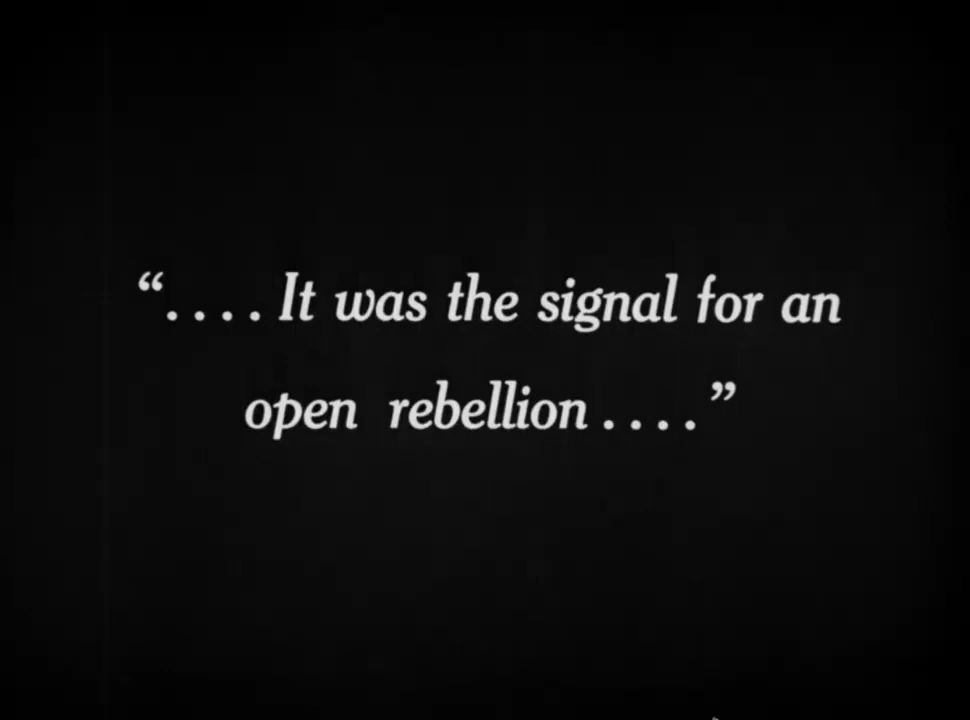 “. . . . It was the signal for an
open rebellion . . . . ”